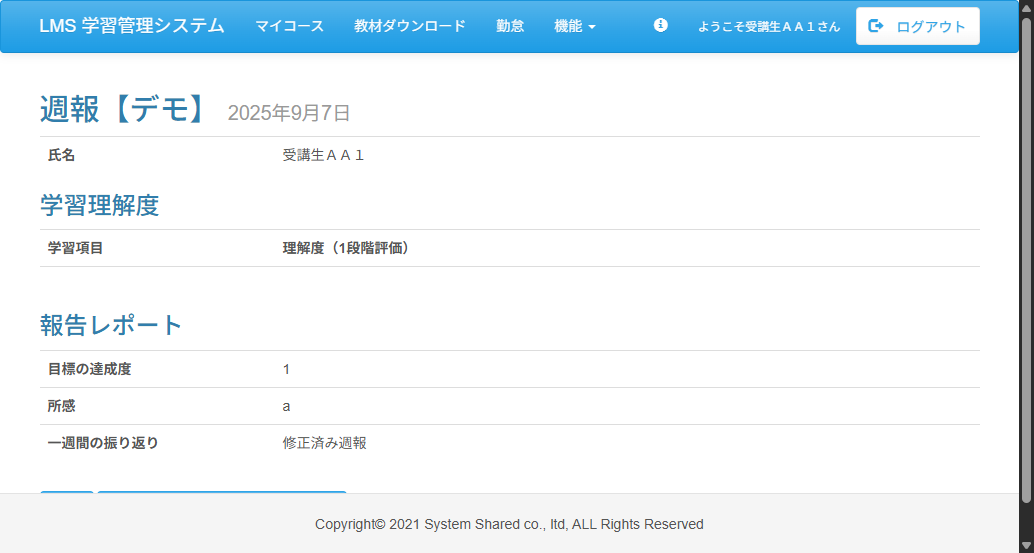 LMS 学習管理システム マイコース 教材ダウンロード 勤怠 機能 ようこそ受講生ＡＡ１さん ログアウト
週報【デモ】 2025年9月7日
氏名 受講生ＡＡ１
学習理解度
学習項目 理解度（1段階評価）
報告レポート
目標の達成度 1
所感 a
一週間の振り返り 修正済み週報
Copyright© 2021 System Shared co., ltd, ALL Rights Reserved